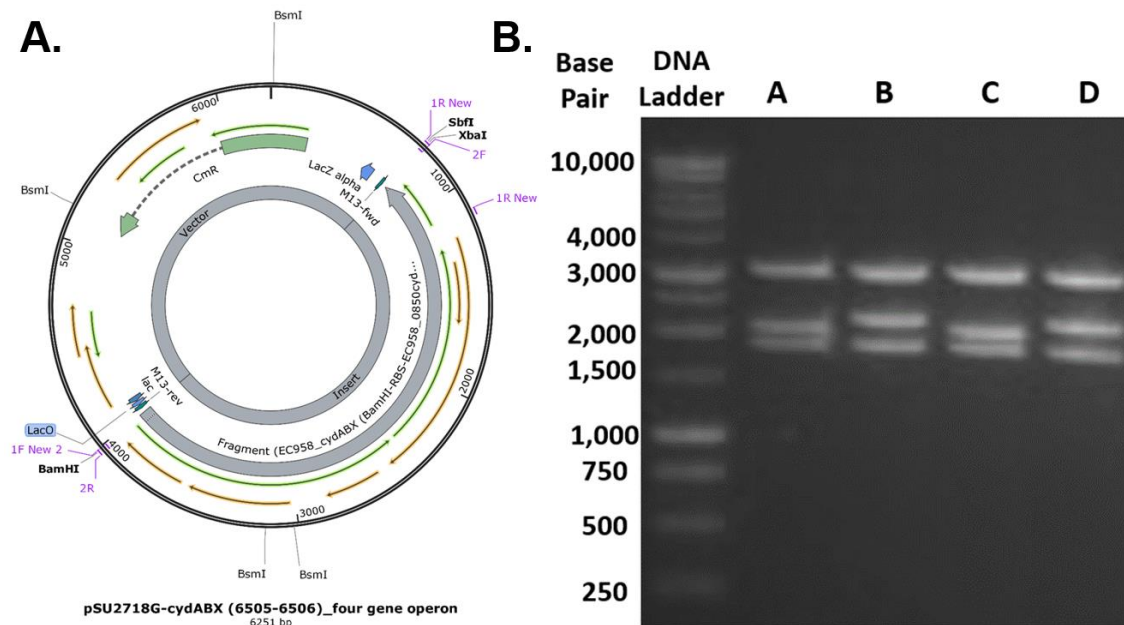 A.
BsmI
6000
1R New
SbfI
XbaI
2F
1000
1R New
CmR
LacZ alpha
M13-fwd
BsmI
5000
Vector
Insert
2000
Fragment (EC958_cydABX (BamHI-RBS-EC958_0850cyd...
M13-rev
lac
LacO
1F New 2
4000
BamHI
2R
3000
BsmI
BsmI
pSU2718G-cydABX (6505-6506)_four gene operon
6251 bp
B.
Base Pair
DNA Ladder
A B C D
10,000
4,000
3,000
2,000
1,500
1,000
750
500
250